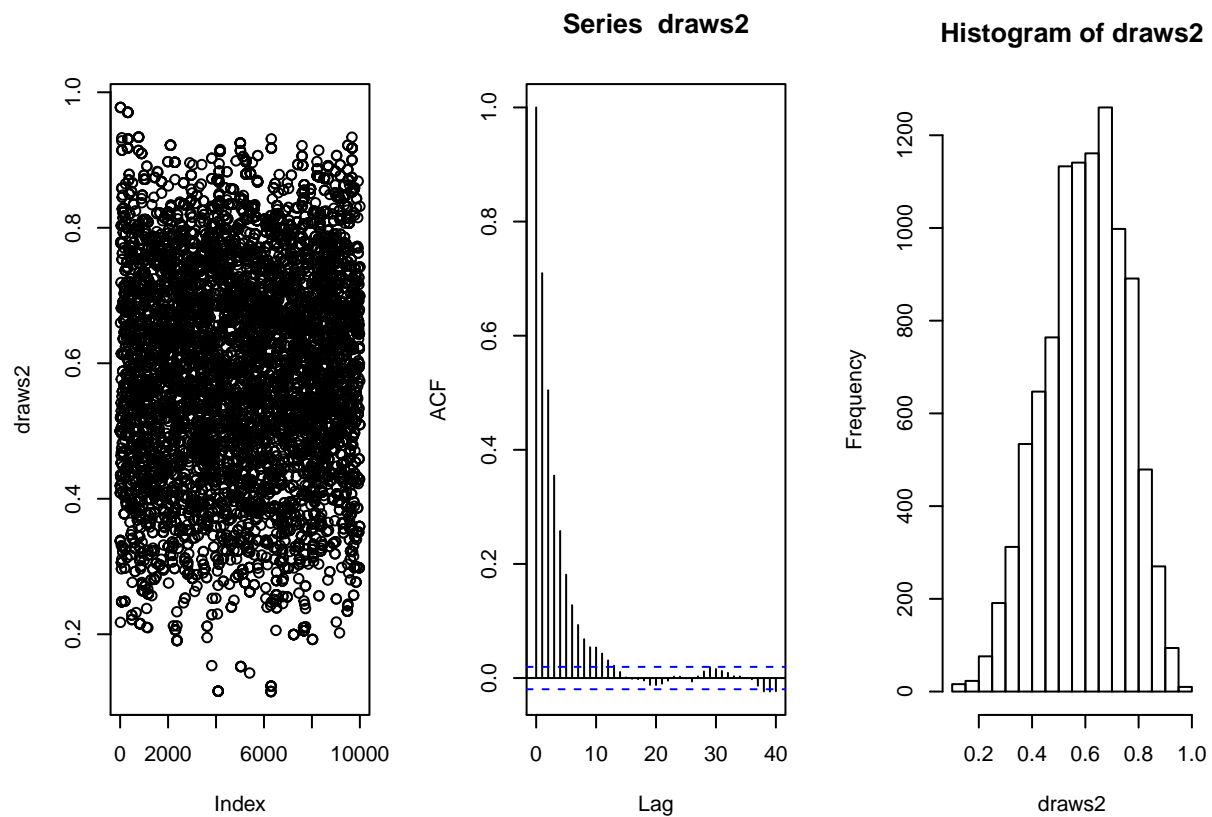 0 2000 6000 10000
0.2 0.4 0.6 0.8 1.0
Index
draws2
Series draws2
0 10 20 30 40
0.0 0.2 0.4 0.6 0.8 1.0
Lag
ACF
Histogram of draws2
draws2
Frequency
0.2 0.4 0.6 0.8 1.0
0 200 400 600 800 1000 1200